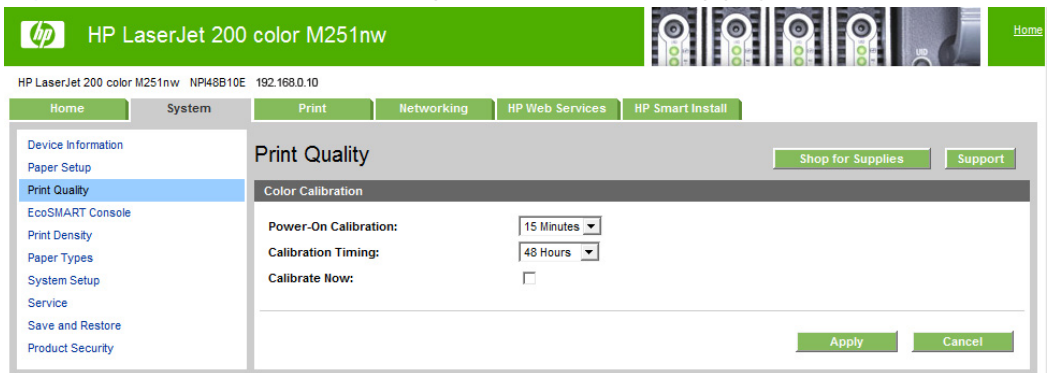 hp HP LaserJet 200 color M251nw
UID
Home
HP LaserJet 200 color M251nw NPI48B10E 192.168.0.10
Home System Print Networking HP Web Services HP Smart Install
Device Information
Paper Setup
Print Quality
EcoSMART Console
Print Density
Paper Types
System Setup
Service
Save and Restore
Product Security
Print Quality
Shop for Supplies Support
Color Calibration
Power-On Calibration: 15 Minutes
Calibration Timing: 48 Hours
Calibrate Now:
Apply Cancel